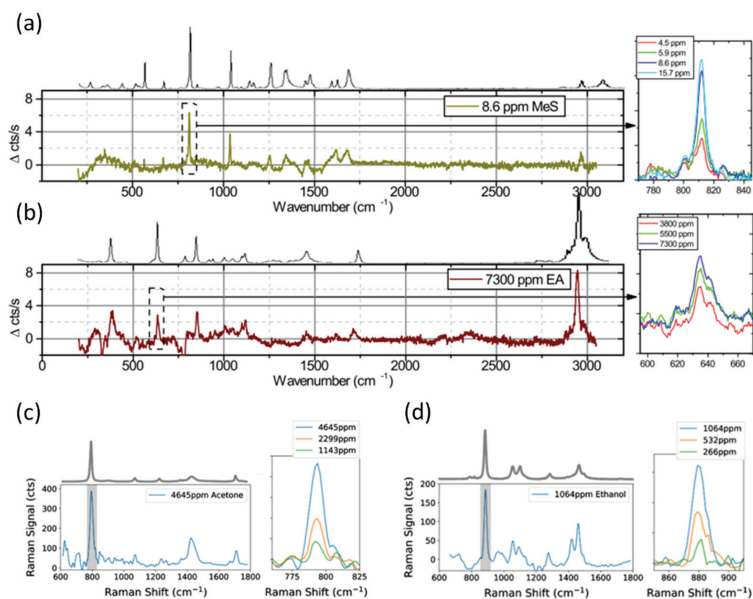 (a)
8
4
0
Δ cts/s
8.6 ppm MeS
500 1000 1500 2000 2500 3000
Wavenumber (cm⁻¹)
4.5 ppm
5.9 ppm
8.6 ppm
15.7 ppm
780 800 820 840
(b)
8
4
0
Δ cts/s
7300 ppm EA
0 500 1000 1500 2000 2500 3000
Wavenumber (cm⁻¹)
3800 ppm
5500 ppm
7300 ppm
600 620 640 660
(c)
400
300
200
100
0
Raman Signal (cts)
4645ppm Acetone
600 800 1000 1200 1400 1600 1800
Raman Shift (cm⁻¹)
4645ppm
2299ppm
1143ppm
775 800 825
Raman Shift (cm⁻¹)
(d)
200
150
100
50
0
Raman Signal (cts)
1064ppm Ethanol
600 800 1000 1200 1400 1600 1800
Raman Shift (cm⁻¹)
1064ppm
532ppm
266ppm
860 880 900
Raman Shift (cm⁻¹)